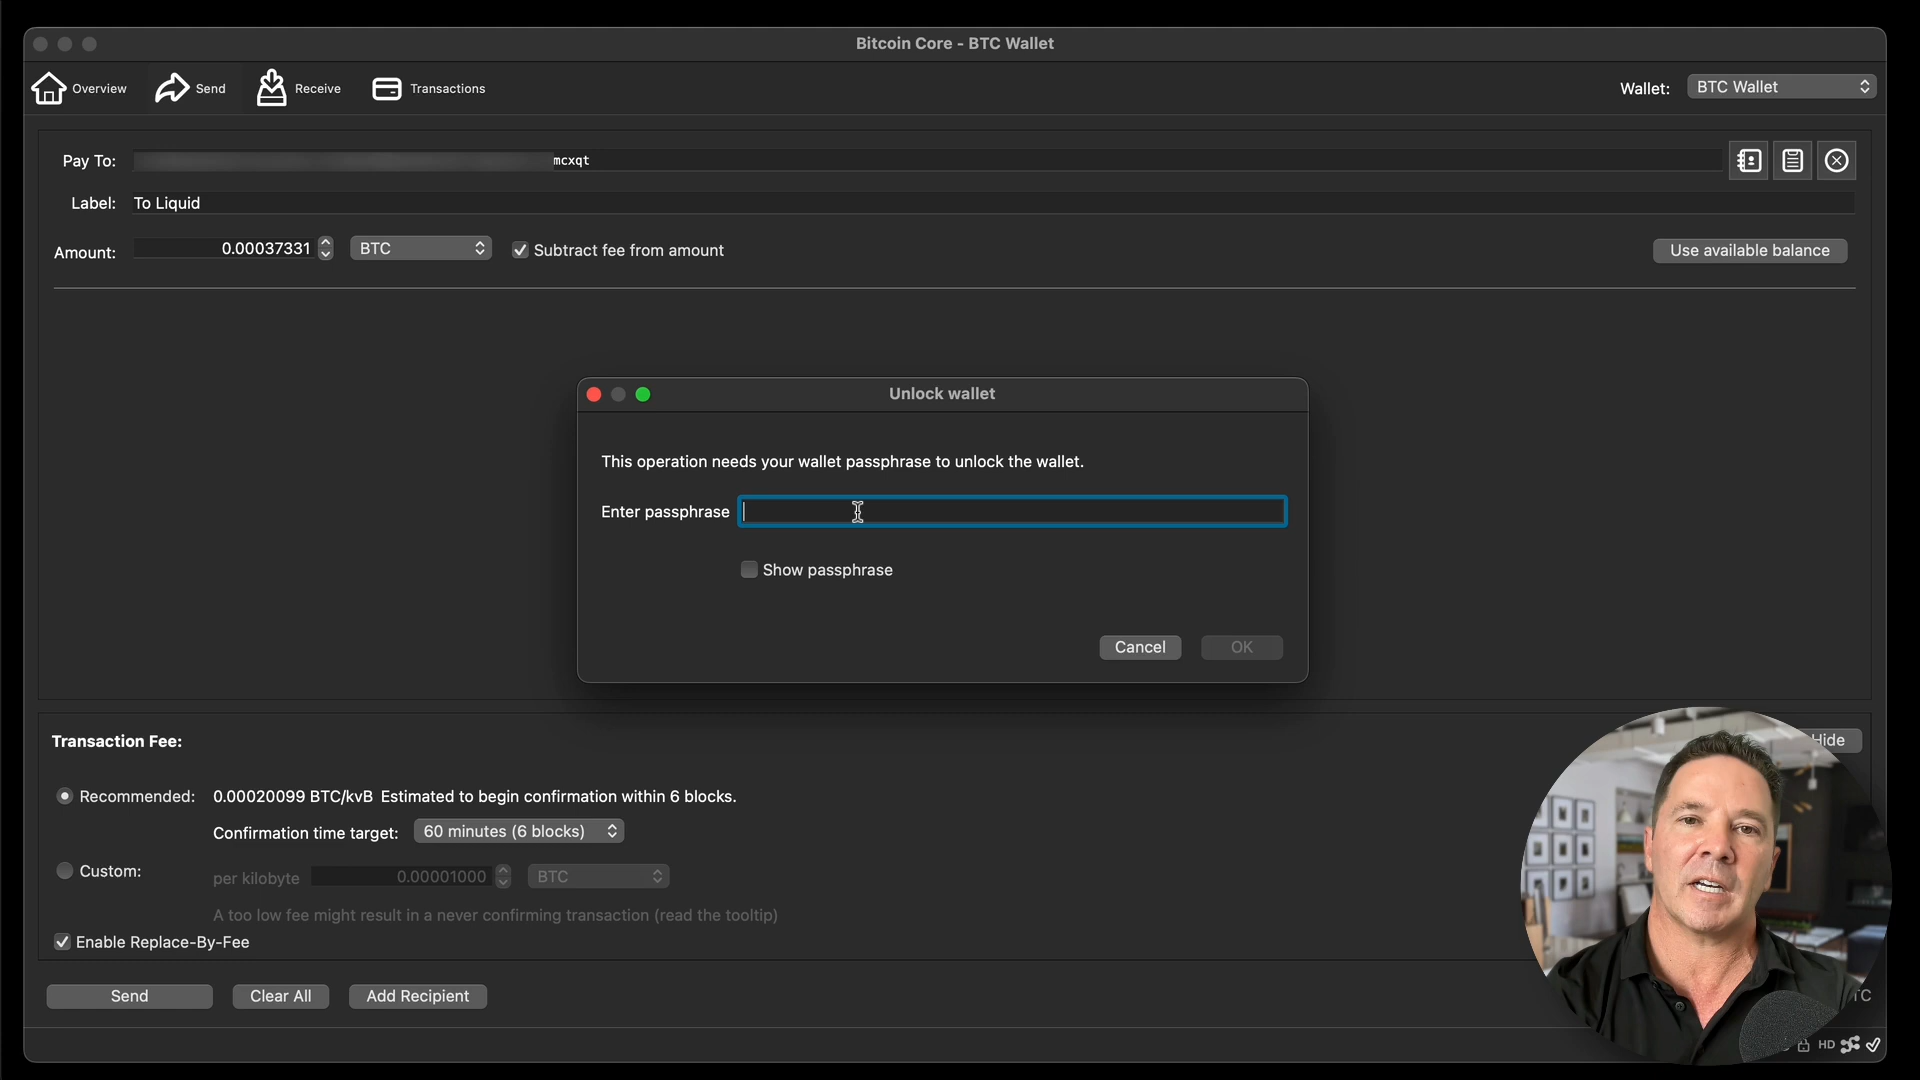 Bitcoin Core - BTC Wallet
Overview Send Receive Transactions Wallet: BTC Wallet
Pay To: mcxqt
Label: To Liquid
Amount: 0.00037331 BTC Subtract fee from amount Use available balance
Unlock wallet
This operation needs your wallet passphrase to unlock the wallet.
Enter passphrase
Show passphrase
Cancel OK
Transaction Fee: Hide
Recommended: 0.00020099 BTC/kvB Estimated to begin confirmation within 6 blocks.
Confirmation time target: 60 minutes (6 blocks)
Custom: per kilobyte 0.00001000 BTC
A too low fee might result in a never confirming transaction (read the tooltip)
Enable Replace-By-Fee
Send Clear All Add Recipient
HD